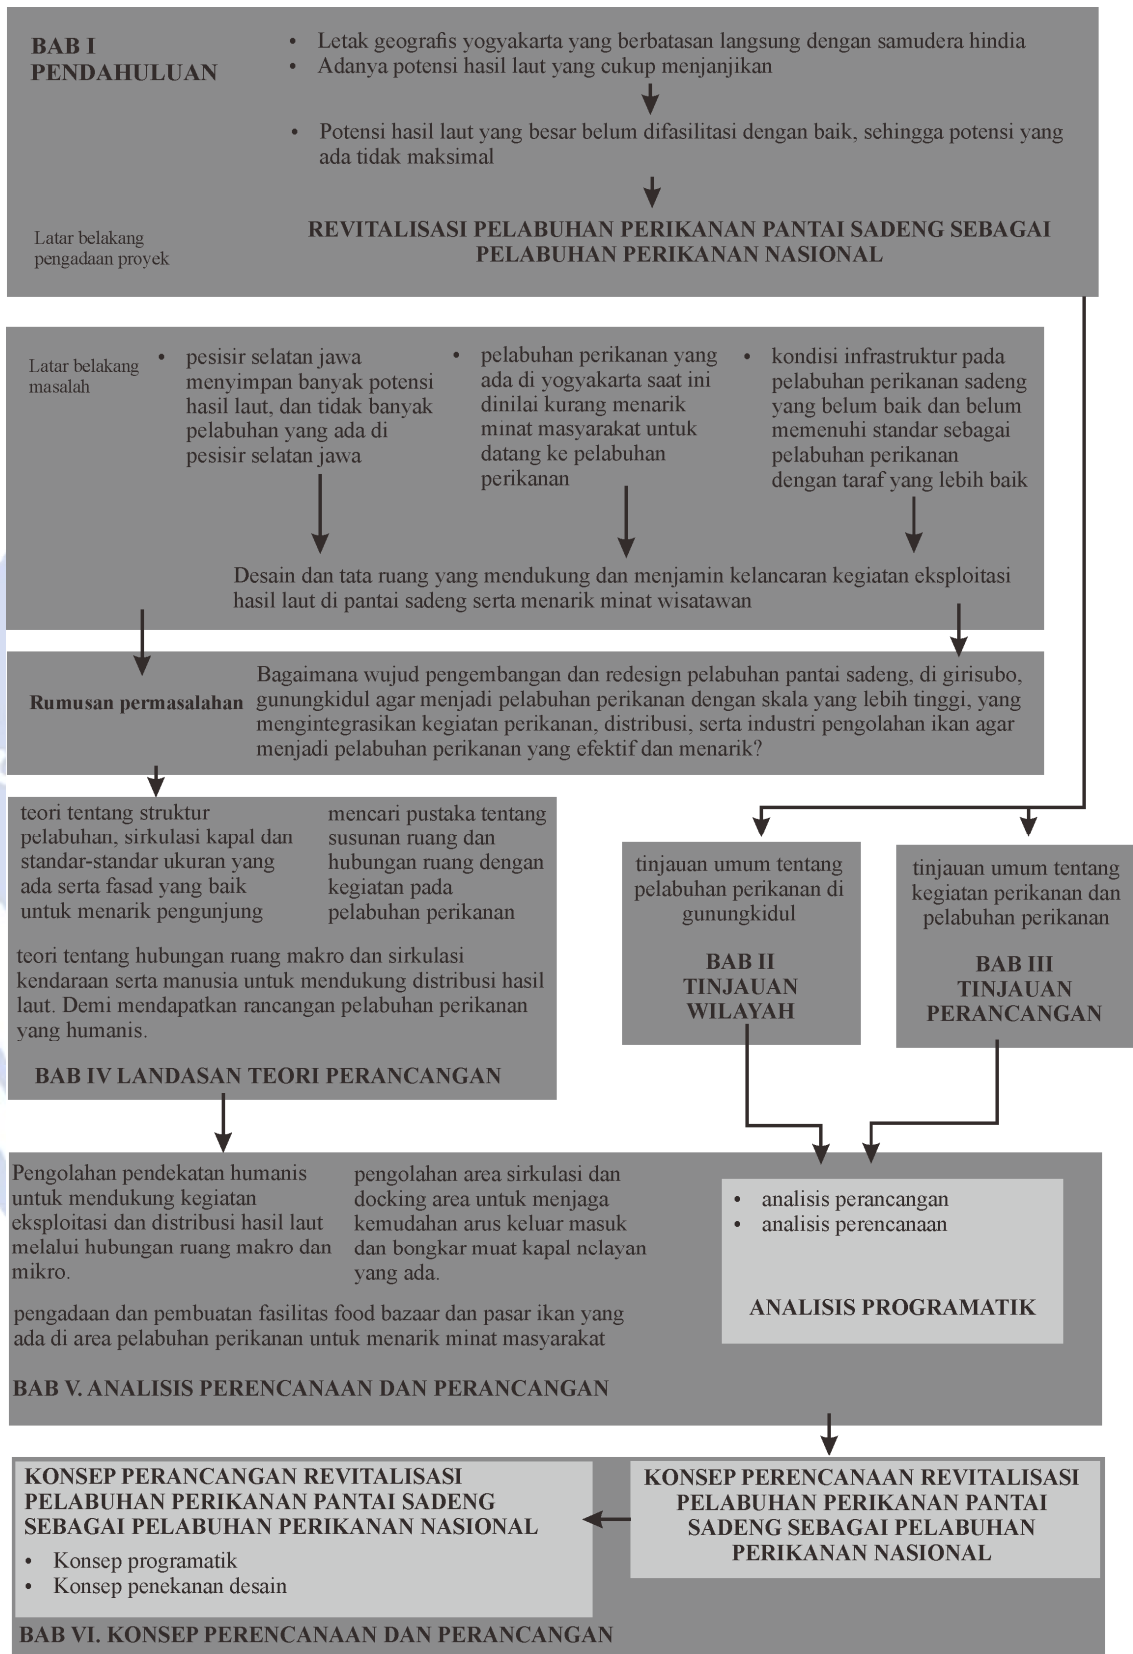 BAB I
PENDAHULUAN
• Letak geografis yogyakarta yang berbatasan langsung dengan samudera hindia
• Adanya potensi hasil laut yang cukup menjanjikan
• Potensi hasil laut yang besar belum difasilitasi dengan baik, sehingga potensi yang
ada tidak maksimal
Latar belakang
pengadaan proyek
REVITALISASI PELABUHAN PERIKANAN PANTAI SADENG SEBAGAI
PELABUHAN PERIKANAN NASIONAL
Latar belakang
masalah
• pesisir selatan jawa
menyimpan banyak potensi
hasil laut, dan tidak banyak
pelabuhan yang ada di
pesisir selatan jawa
• pelabuhan perikanan yang
ada di yogyakarta saat ini
dinilai kurang menarik
minat masyarakat untuk
datang ke pelabuhan
perikanan
• kondisi infrastruktur pada
pelabuhan perikanan sadeng
yang belum baik dan belum
memenuhi standar sebagai
pelabuhan perikanan
dengan taraf yang lebih baik
Desain dan tata ruang yang mendukung dan menjamin kelancaran kegiatan eksploitasi
hasil laut di pantai sadeng serta menarik minat wisatawan
Rumusan permasalahan
Bagaimana wujud pengembangan dan redesign pelabuhan pantai sadeng, di girisubo,
gunungkidul agar menjadi pelabuhan perikanan dengan skala yang lebih tinggi, yang
mengintegrasikan kegiatan perikanan, distribusi, serta industri pengolahan ikan agar
menjadi pelabuhan perikanan yang efektif dan menarik?
teori tentang struktur
pelabuhan, sirkulasi kapal dan
standar-standar ukuran yang
ada serta fasad yang baik
untuk menarik pengunjung
mencari pustaka tentang
susunan ruang dan
hubungan ruang dengan
kegiatan pada
pelabuhan perikanan
teori tentang hubungan ruang makro dan sirkulasi
kendaraan serta manusia untuk mendukung distribusi hasil
laut. Demi mendapatkan rancangan pelabuhan perikanan
yang humanis.
BAB IV LANDASAN TEORI PERANCANGAN
tinjauan umum tentang
pelabuhan perikanan di
gunungkidul
BAB II
TINJAUAN
WILAYAH
tinjauan umum tentang
kegiatan perikanan dan
pelabuhan perikanan
BAB III
TINJAUAN
PERANCANGAN
Pengolahan pendekatan humanis
untuk mendukung kegiatan
eksploitasi dan distribusi hasil laut
melalui hubungan ruang makro dan
mikro.
pengolahan area sirkulasi dan
docking area untuk menjaga
kemudahan arus keluar masuk
dan bongkar muat kapal nelayan
yang ada.
pengadaan dan pembuatan fasilitas food bazaar dan pasar ikan yang
ada di area pelabuhan perikanan untuk menarik minat masyarakat
• analisis perancangan
• analisis perencanaan
ANALISIS PROGRAMATIK
BAB V. ANALISIS PERENCANAAN DAN PERANCANGAN
KONSEP PERANCANGAN REVITALISASI
PELABUHAN PERIKANAN PANTAI SADENG
SEBAGAI PELABUHAN PERIKANAN NASIONAL
• Konsep programatik
• Konsep penekanan desain
KONSEP PERENCANAAN REVITALISASI
PELABUHAN PERIKANAN PANTAI
SADENG SEBAGAI PELABUHAN
PERIKANAN NASIONAL
BAB VI. KONSEP PERENCANAAN DAN PERANCANGAN